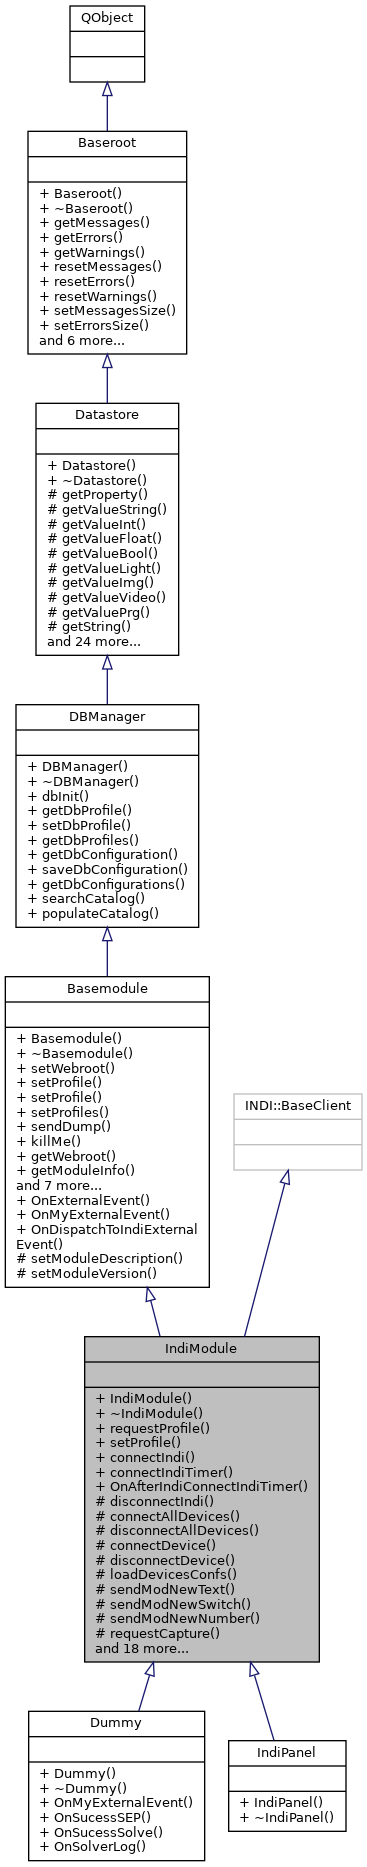 QObject
Baseroot
+ Baseroot()
+ ~Baseroot()
+ getMessages()
+ getErrors()
+ getWarnings()
+ resetMessages()
+ resetErrors()
+ resetWarnings()
+ setMessagesSize()
+ setErrorsSize()
and 6 more...
Datastore
+ Datastore()
+ ~Datastore()
# getProperty()
# getValueString()
# getValueInt()
# getValueFloat()
# getValueBool()
# getValueLight()
# getValueImg()
# getValueVideo()
# getValuePrg()
# getString()
and 24 more...
DBManager
+ DBManager()
+ ~DBManager()
+ dbInit()
+ getDbProfile()
+ setDbProfile()
+ getDbProfiles()
+ getDbConfiguration()
+ saveDbConfiguration()
+ getDbConfigurations()
+ searchCatalog()
+ populateCatalog()
Basemodule
+ Basemodule()
+ ~Basemodule()
+ setWebroot()
+ setProfile()
+ setProfile()
+ setProfiles()
+ sendDump()
+ killMe()
+ getWebroot()
+ getModuleInfo()
and 7 more...
+ OnExternalEvent()
+ OnMyExternalEvent()
+ OnDispatchToIndiExternal
Event()
# setModuleDescription()
# setModuleVersion()
INDI::BaseClient
IndiModule
+ IndiModule()
+ ~IndiModule()
+ requestProfile()
+ setProfile()
+ connectIndi()
+ connectIndiTimer()
+ OnAfterIndiConnectIndiTimer()
# disconnectIndi()
# connectAllDevices()
# disconnectAllDevices()
# connectDevice()
# disconnectDevice()
# loadDevicesConfs()
# sendModNewText()
# sendModNewSwitch()
# sendModNewNumber()
# requestCapture()
and 18 more...
Dummy
+ Dummy()
+ ~Dummy()
+ OnMyExternalEvent()
+ OnSucessSEP()
+ OnSucessSolve()
+ OnSolverLog()
IndiPanel
+ IndiPanel()
+ ~IndiPanel()